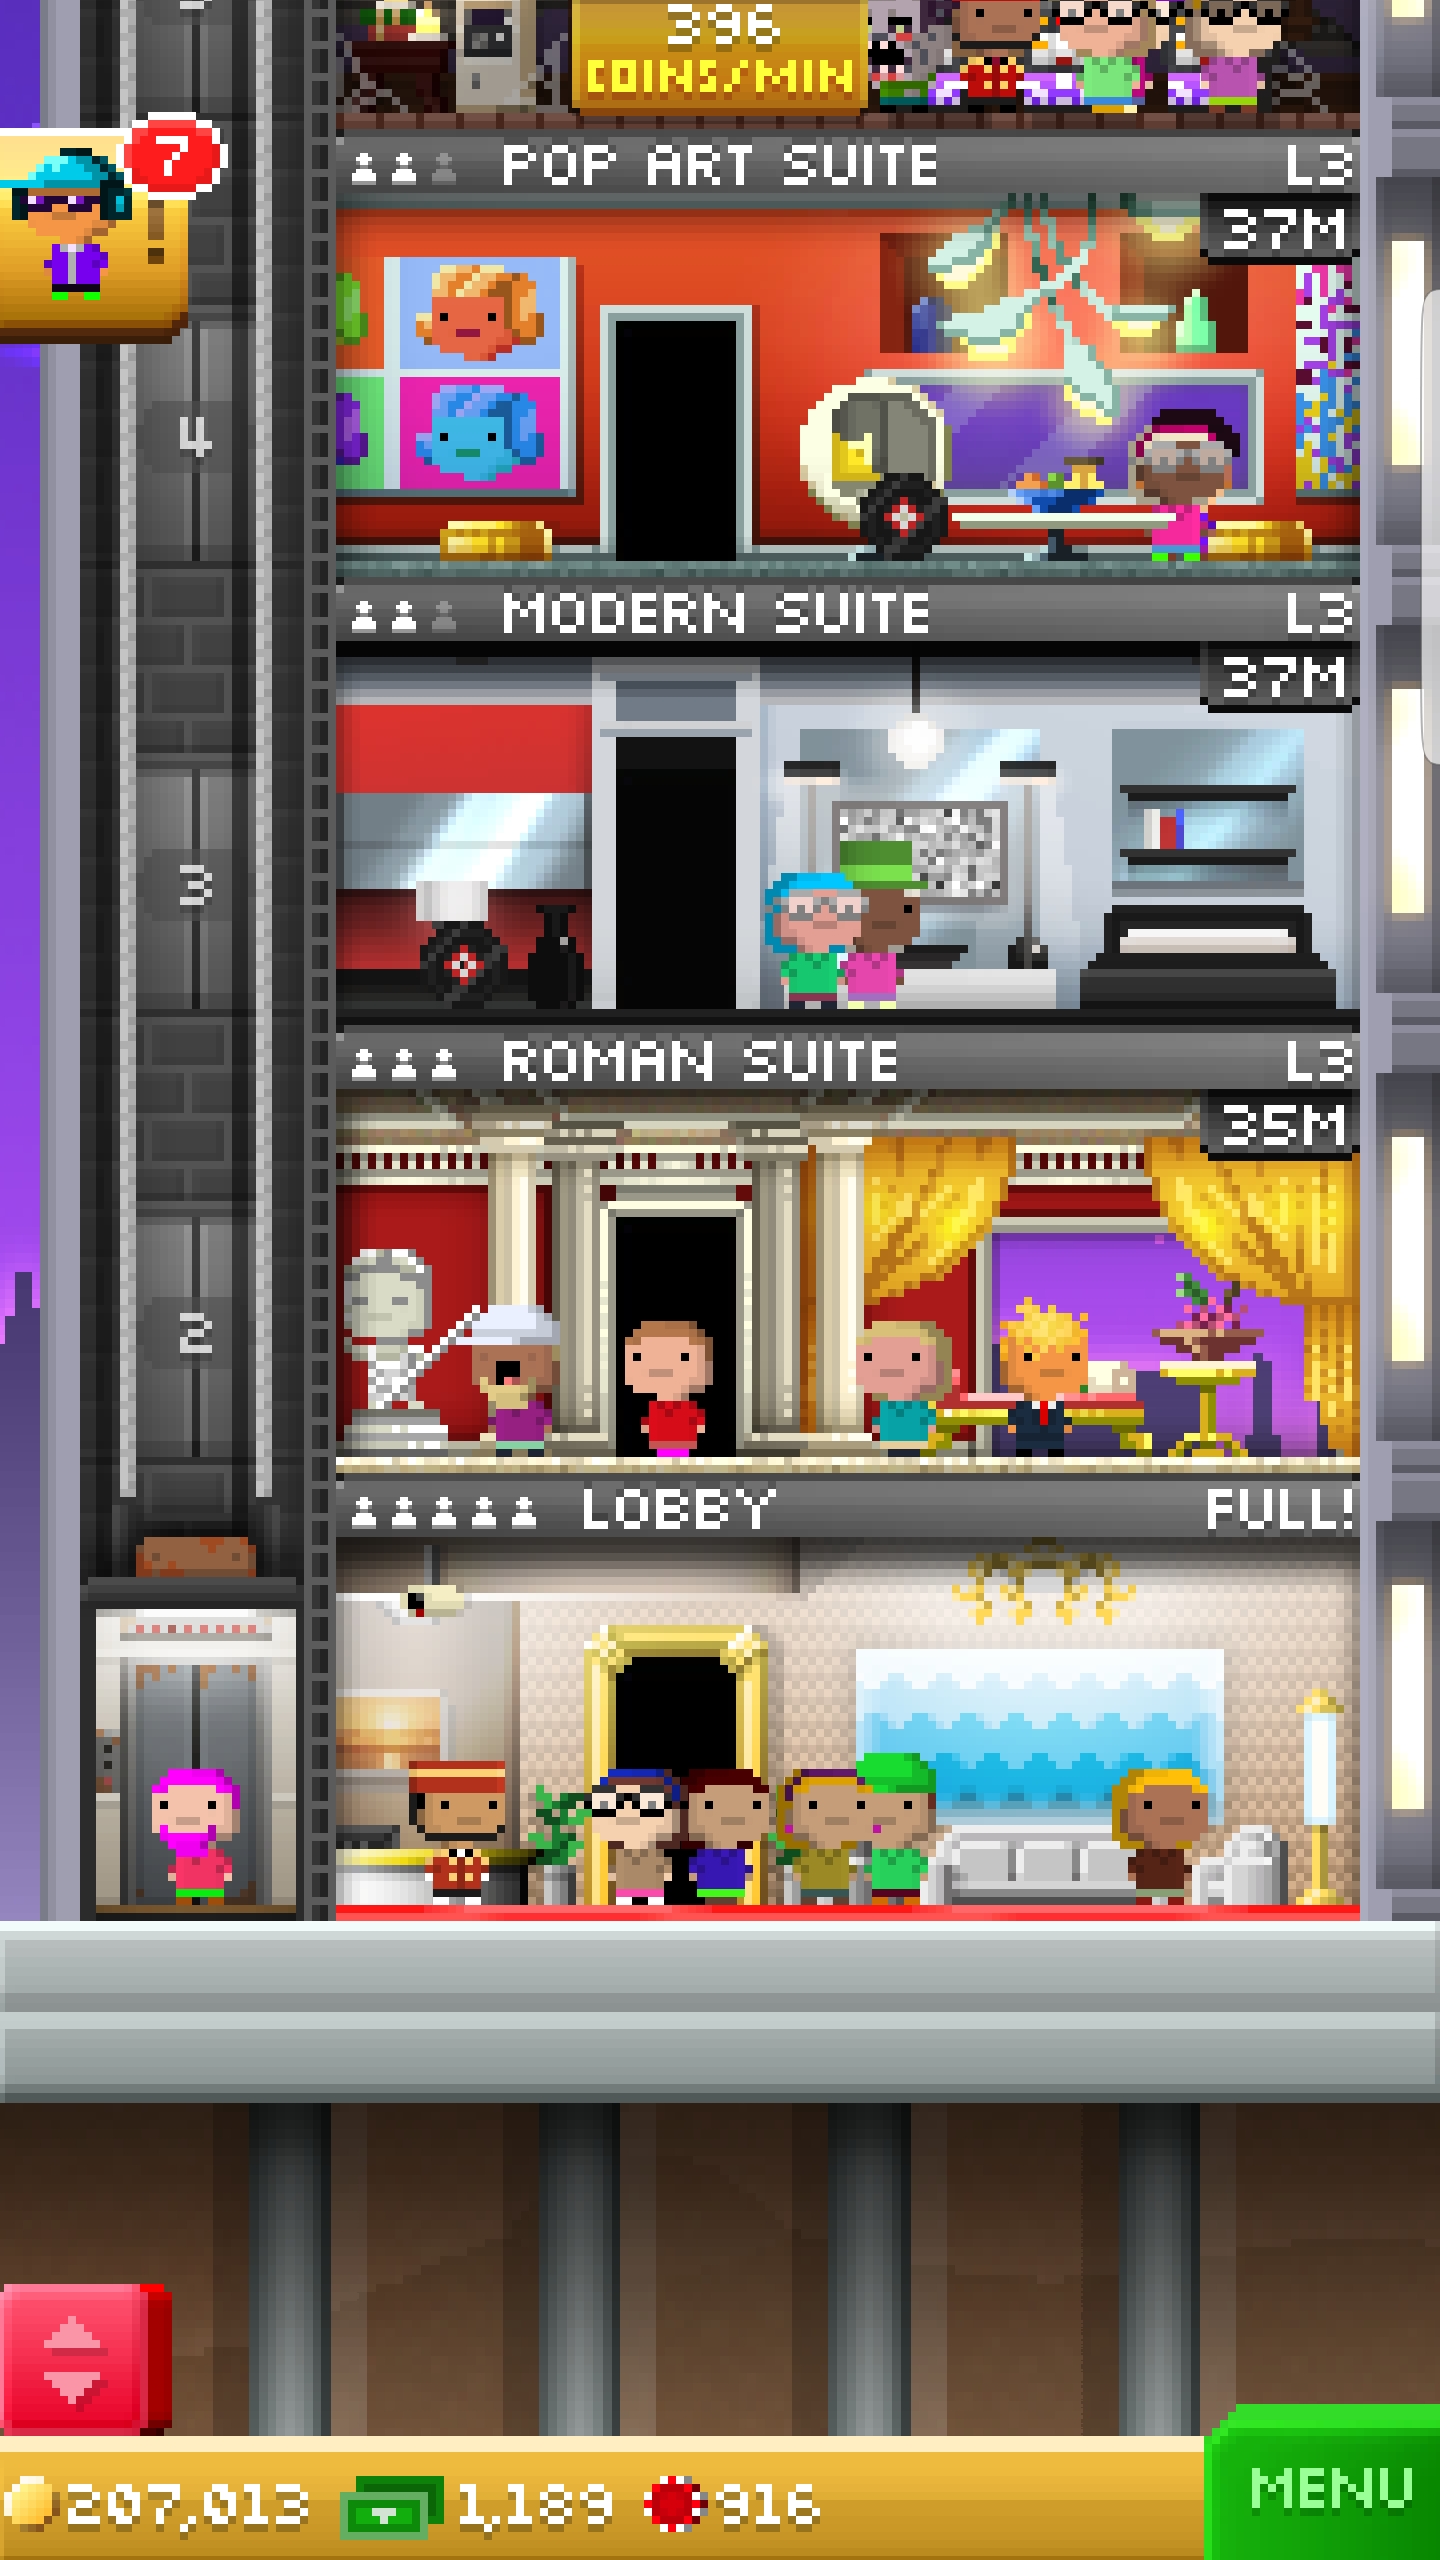 396
COINS/MIN
7
POP ART SUITE L3
37M
4
MODERN SUITE L3
37M
3
ROMAN SUITE L3
35M
2
LOBBY FULL!
207,013 1,189 916
MENU